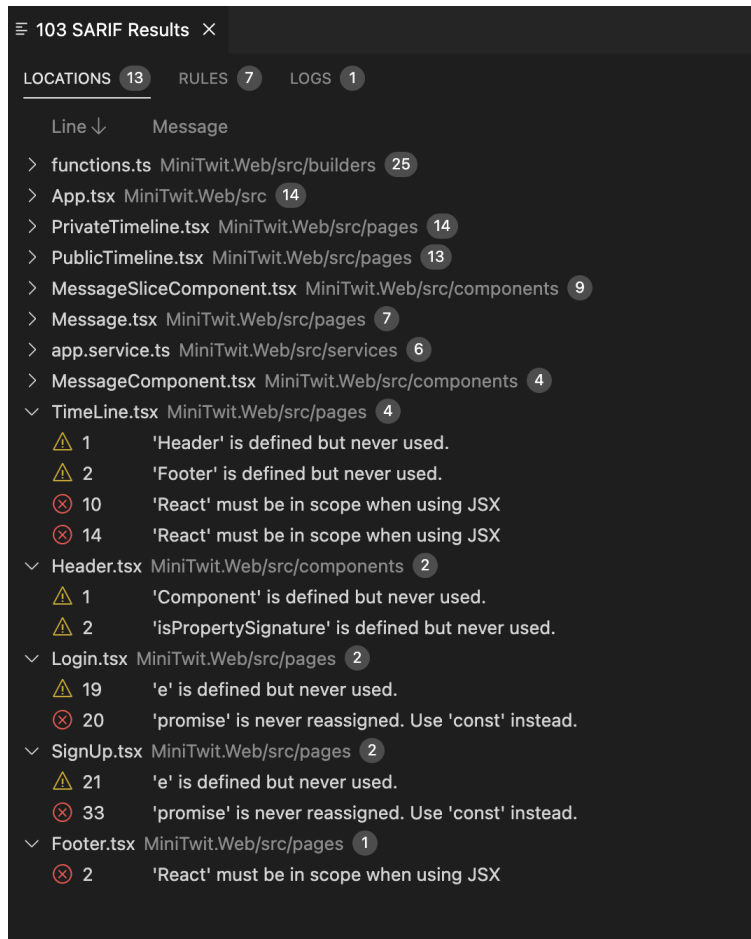 103 SARIF Results
LOCATIONS 13 RULES 7 LOGS 1
Line Message
functions.ts MiniTwit.Web/src/builders 25
App.tsx MiniTwit.Web/src 14
PrivateTimeline.tsx MiniTwit.Web/src/pages 14
PublicTimeline.tsx MiniTwit.Web/src/pages 13
MessageSliceComponent.tsx MiniTwit.Web/src/components 9
Message.tsx MiniTwit.Web/src/pages 7
app.service.ts MiniTwit.Web/src/services 6
MessageComponent.tsx MiniTwit.Web/src/components 4
TimeLine.tsx MiniTwit.Web/src/pages 4
1 'Header' is defined but never used.
2 'Footer' is defined but never used.
10 'React' must be in scope when using JSX
14 'React' must be in scope when using JSX
Header.tsx MiniTwit.Web/src/components 2
1 'Component' is defined but never used.
2 'isPropertySignature' is defined but never used.
Login.tsx MiniTwit.Web/src/pages 2
19 'e' is defined but never used.
20 'promise' is never reassigned. Use 'const' instead.
SignUp.tsx MiniTwit.Web/src/pages 2
21 'e' is defined but never used.
33 'promise' is never reassigned. Use 'const' instead.
Footer.tsx MiniTwit.Web/src/pages 1
2 'React' must be in scope when using JSX